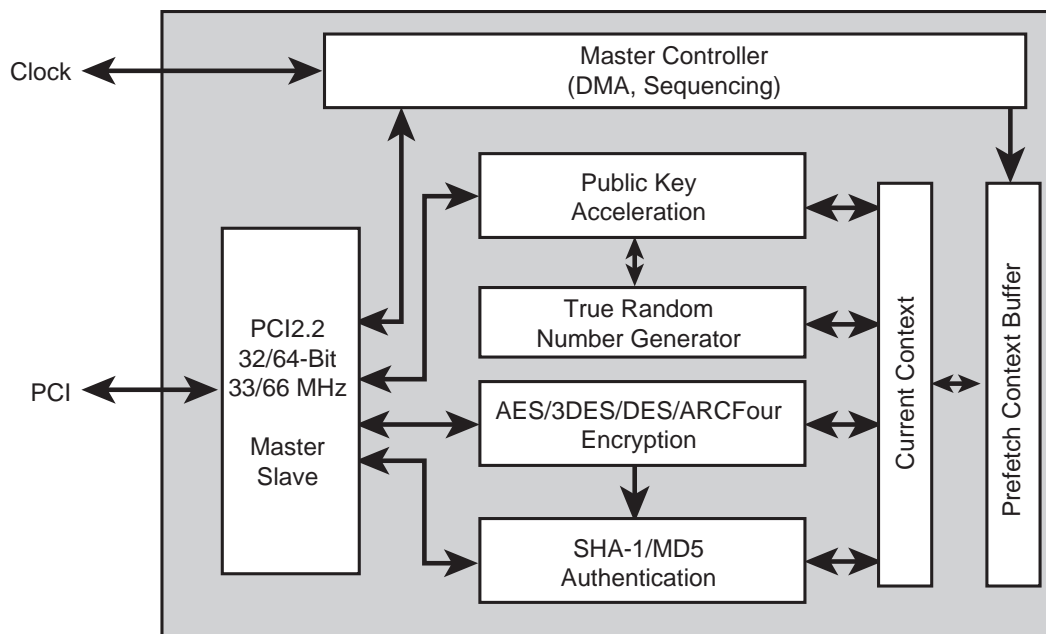 Clock
Master Controller
(DMA, Sequencing)
Public Key
Acceleration
True Random
Number Generator
PCI
PCI2.2
32/64-Bit
33/66 MHz
Master
Slave
AES/3DES/DES/ARCFour
Encryption
SHA-1/MD5
Authentication
Current Context
Prefetch Context Buffer